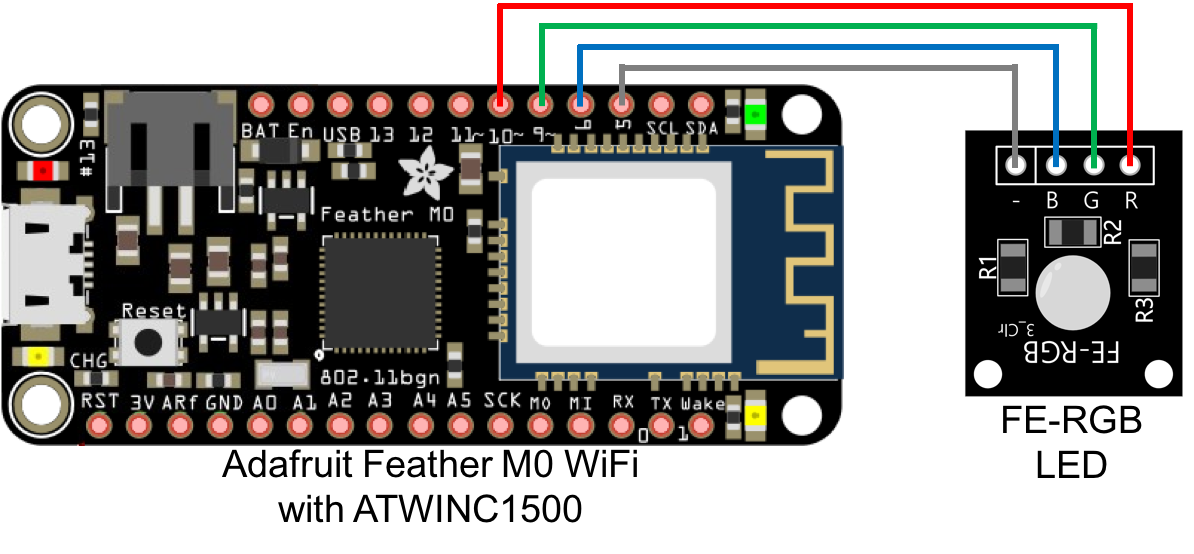 BAT En USB 13 12 11~ 10~ 9~ 6 5 SCL SDA
#13
Feather M0
- B G R
R2
R1
R3
Reset
3_Clr
FE-RGB
CHG
802.11bgn
RST 3V ARf GND A0 A1 A2 A3 A4 A5 SCK M0 MI RX TX Wake
0 1
FE-RGB
LED
Adafruit Feather M0 WiFi
with ATWINC1500